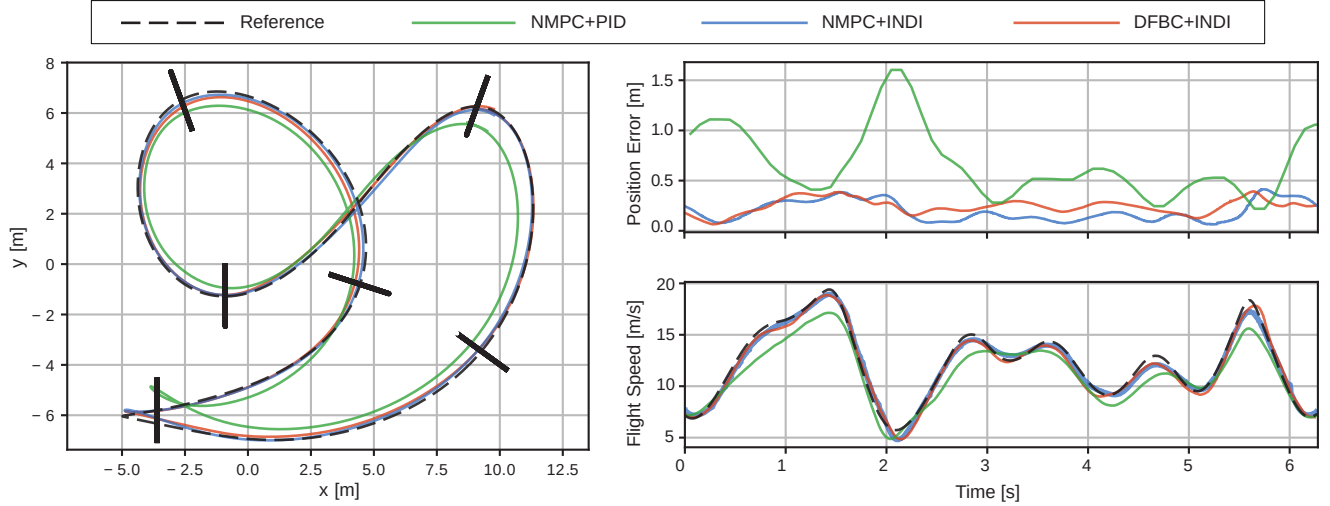 Reference NMPC+PID NMPC+INDI DFBC+INDI
8
6
4
2
0
− 2
− 4
− 6
y [m]
− 5.0 − 2.5 0.0 2.5 5.0 7.5 10.0 12.5
x [m]
1.5
1.0
0.5
0.0
Position Error [m]
20
15
10
5
Flight Speed [m/s]
0 1 2 3 4 5 6
Time [s]